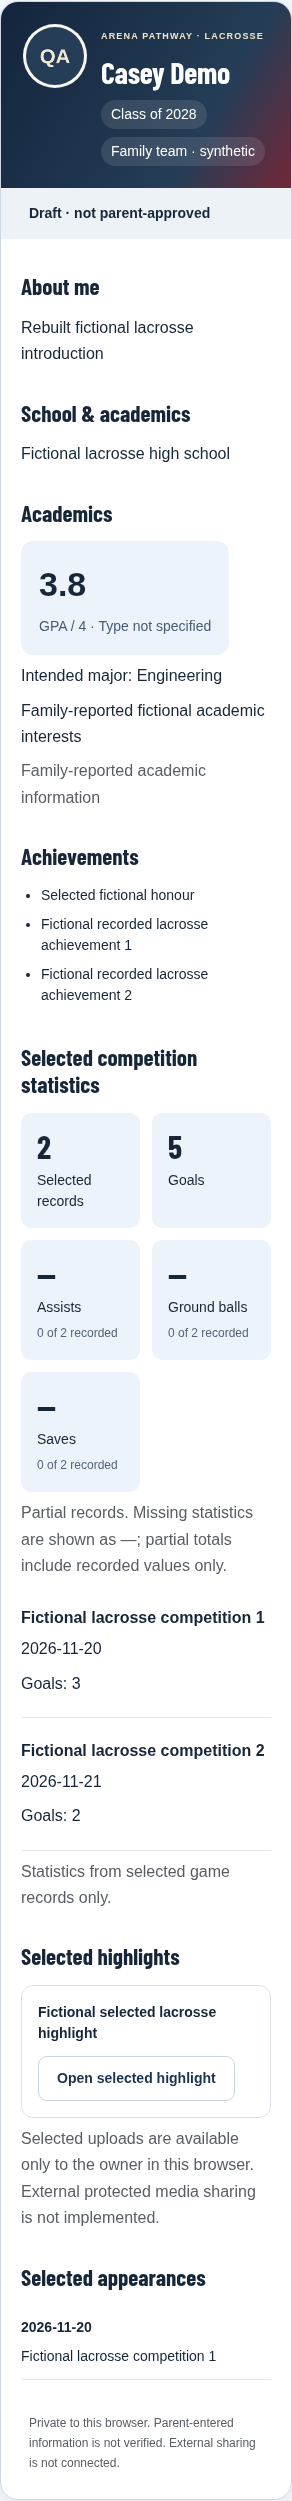 QA
ARENA PATHWAY · LACROSSE
Casey Demo
Class of 2028
Family team · synthetic
Draft · not parent-approved
About me
Rebuilt fictional lacrosse
introduction
School & academics
Fictional lacrosse high school
Academics
3.8
GPA / 4 · Type not specified
Intended major: Engineering
Family-reported fictional academic
interests
Family-reported academic
information
Achievements
• Selected fictional honour
• Fictional recorded lacrosse
achievement 1
• Fictional recorded lacrosse
achievement 2
Selected competition
statistics
2
Selected
records
5
Goals
—
Assists
0 of 2 recorded
—
Ground balls
0 of 2 recorded
—
Saves
0 of 2 recorded
Partial records. Missing statistics
are shown as —; partial totals
include recorded values only.
Fictional lacrosse competition 1
2026-11-20
Goals: 3
Fictional lacrosse competition 2
2026-11-21
Goals: 2
Statistics from selected game
records only.
Selected highlights
Fictional selected lacrosse
highlight
Open selected highlight
Selected uploads are available
only to the owner in this browser.
External protected media sharing
is not implemented.
Selected appearances
2026-11-20
Fictional lacrosse competition 1
Private to this browser. Parent-entered
information is not verified. External sharing
is not connected.